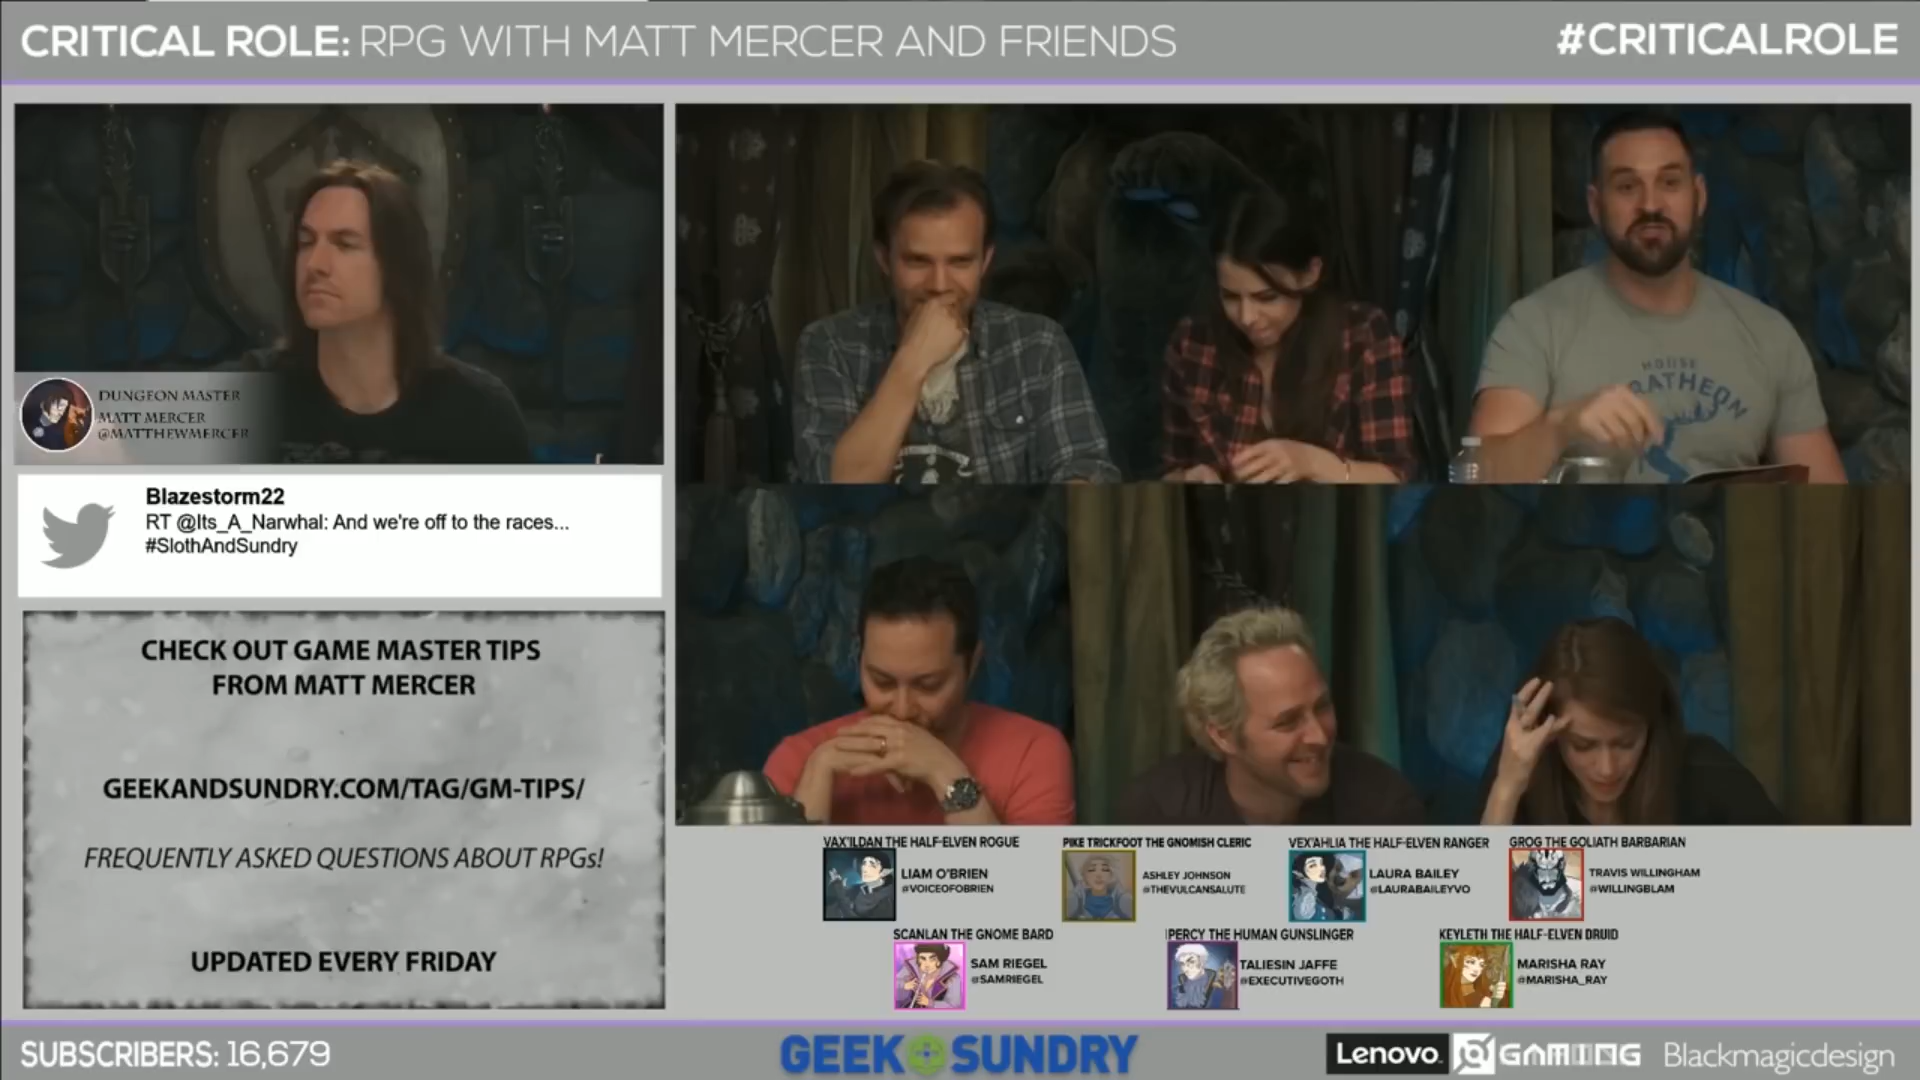 CRITICAL ROLE: RPG WITH MATT MERCER AND FRIENDS
#CRITICALROLE
DUNGEON MASTER
MATT MERCER
@MATTHEWMERCER
HOUSE
RATHEON
Blazestorm22
RT @Its_A_Narwhal: And we're off to the races...
#SlothAndSundry
CHECK OUT GAME MASTER TIPS
FROM MATT MERCER
GEEKANDSUNDRY.COM/TAG/GM-TIPS/
FREQUENTLY ASKED QUESTIONS ABOUT RPGs!
UPDATED EVERY FRIDAY
VAX'ILDAN THE HALF-ELVEN ROGUE
LIAM O'BRIEN
@VOICEOFOBRIEN
PIKE TRICKFOOT THE GNOMISH CLERIC
ASHLEY JOHNSON
@THEVULCANSALUTE
VEX'AHLIA THE HALF-ELVEN RANGER
LAURA BAILEY
@LAURABAILEYVO
GROG THE GOLIATH BARBARIAN
TRAVIS WILLINGHAM
@WILLINGBLAM
SCANLAN THE GNOME BARD
SAM RIEGEL
@SAMRIEGEL
PERCY THE HUMAN GUNSLINGER
TALIESIN JAFFE
@EXECUTIVEGOTH
KEYLETH THE HALF-ELVEN DRUID
MARISHA RAY
@MARISHA_RAY
SUBSCRIBERS: 16,679
GEEK SUNDRY
Lenovo
GAMING
Blackmagicdesign